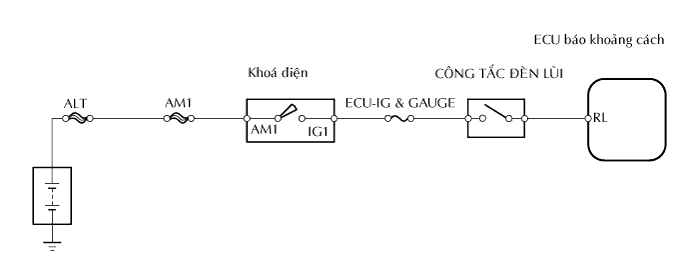 ECU báo khoảng cách
Khoá điện
CÔNG TẮC ĐÈN LÙI
ALT
AM1
ECU-IG & GAUGE
AM1
IG1
RL